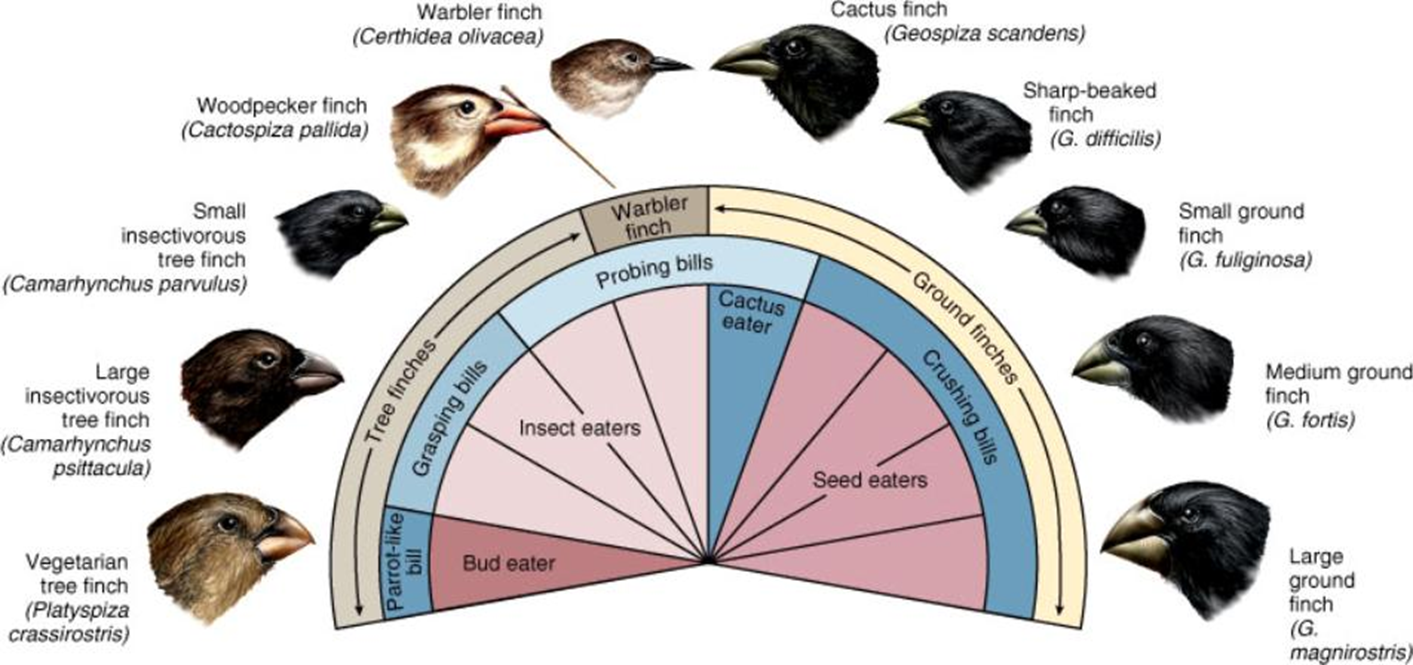 Warbler finch
(Certhidea olivacea)
Cactus finch
(Geospiza scandens)
Woodpecker finch
(Cactospiza pallida)
Sharp-beaked
finch
(G. difficilis)
Small
insectivorous
tree finch
(Camarhynchus parvulus)
Small ground
finch
(G. fuliginosa)
Large
insectivorous
tree finch
(Camarhynchus
psittacula)
Medium ground
finch
(G. fortis)
Vegetarian
tree finch
(Platyspiza
crassirostris)
Large
ground
finch
(G.
magnirostris)
Warbler
finch
Tree finches
Ground finches
Probing bills
Grasping bills
Crushing bills
Parrot-like
bill
Cactus
eater
Insect eaters
Seed eaters
Bud eater